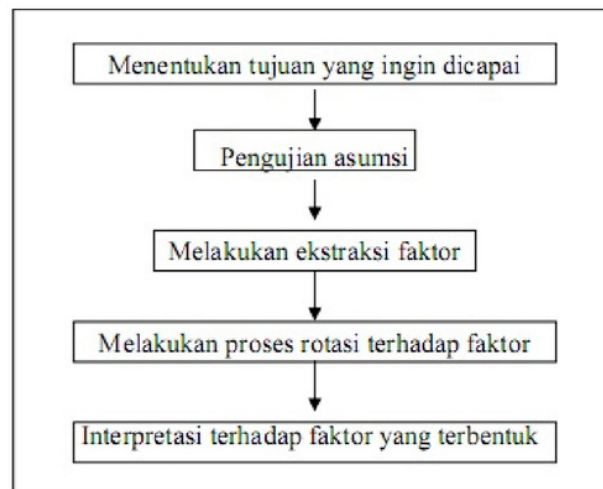 Menentukan tujuan yang ingin dicapai
Pengujian asumsi
Melakukan ekstraksi faktor
Melakukan proses rotasi terhadap faktor
Interpretasi terhadap faktor yang terbentuk